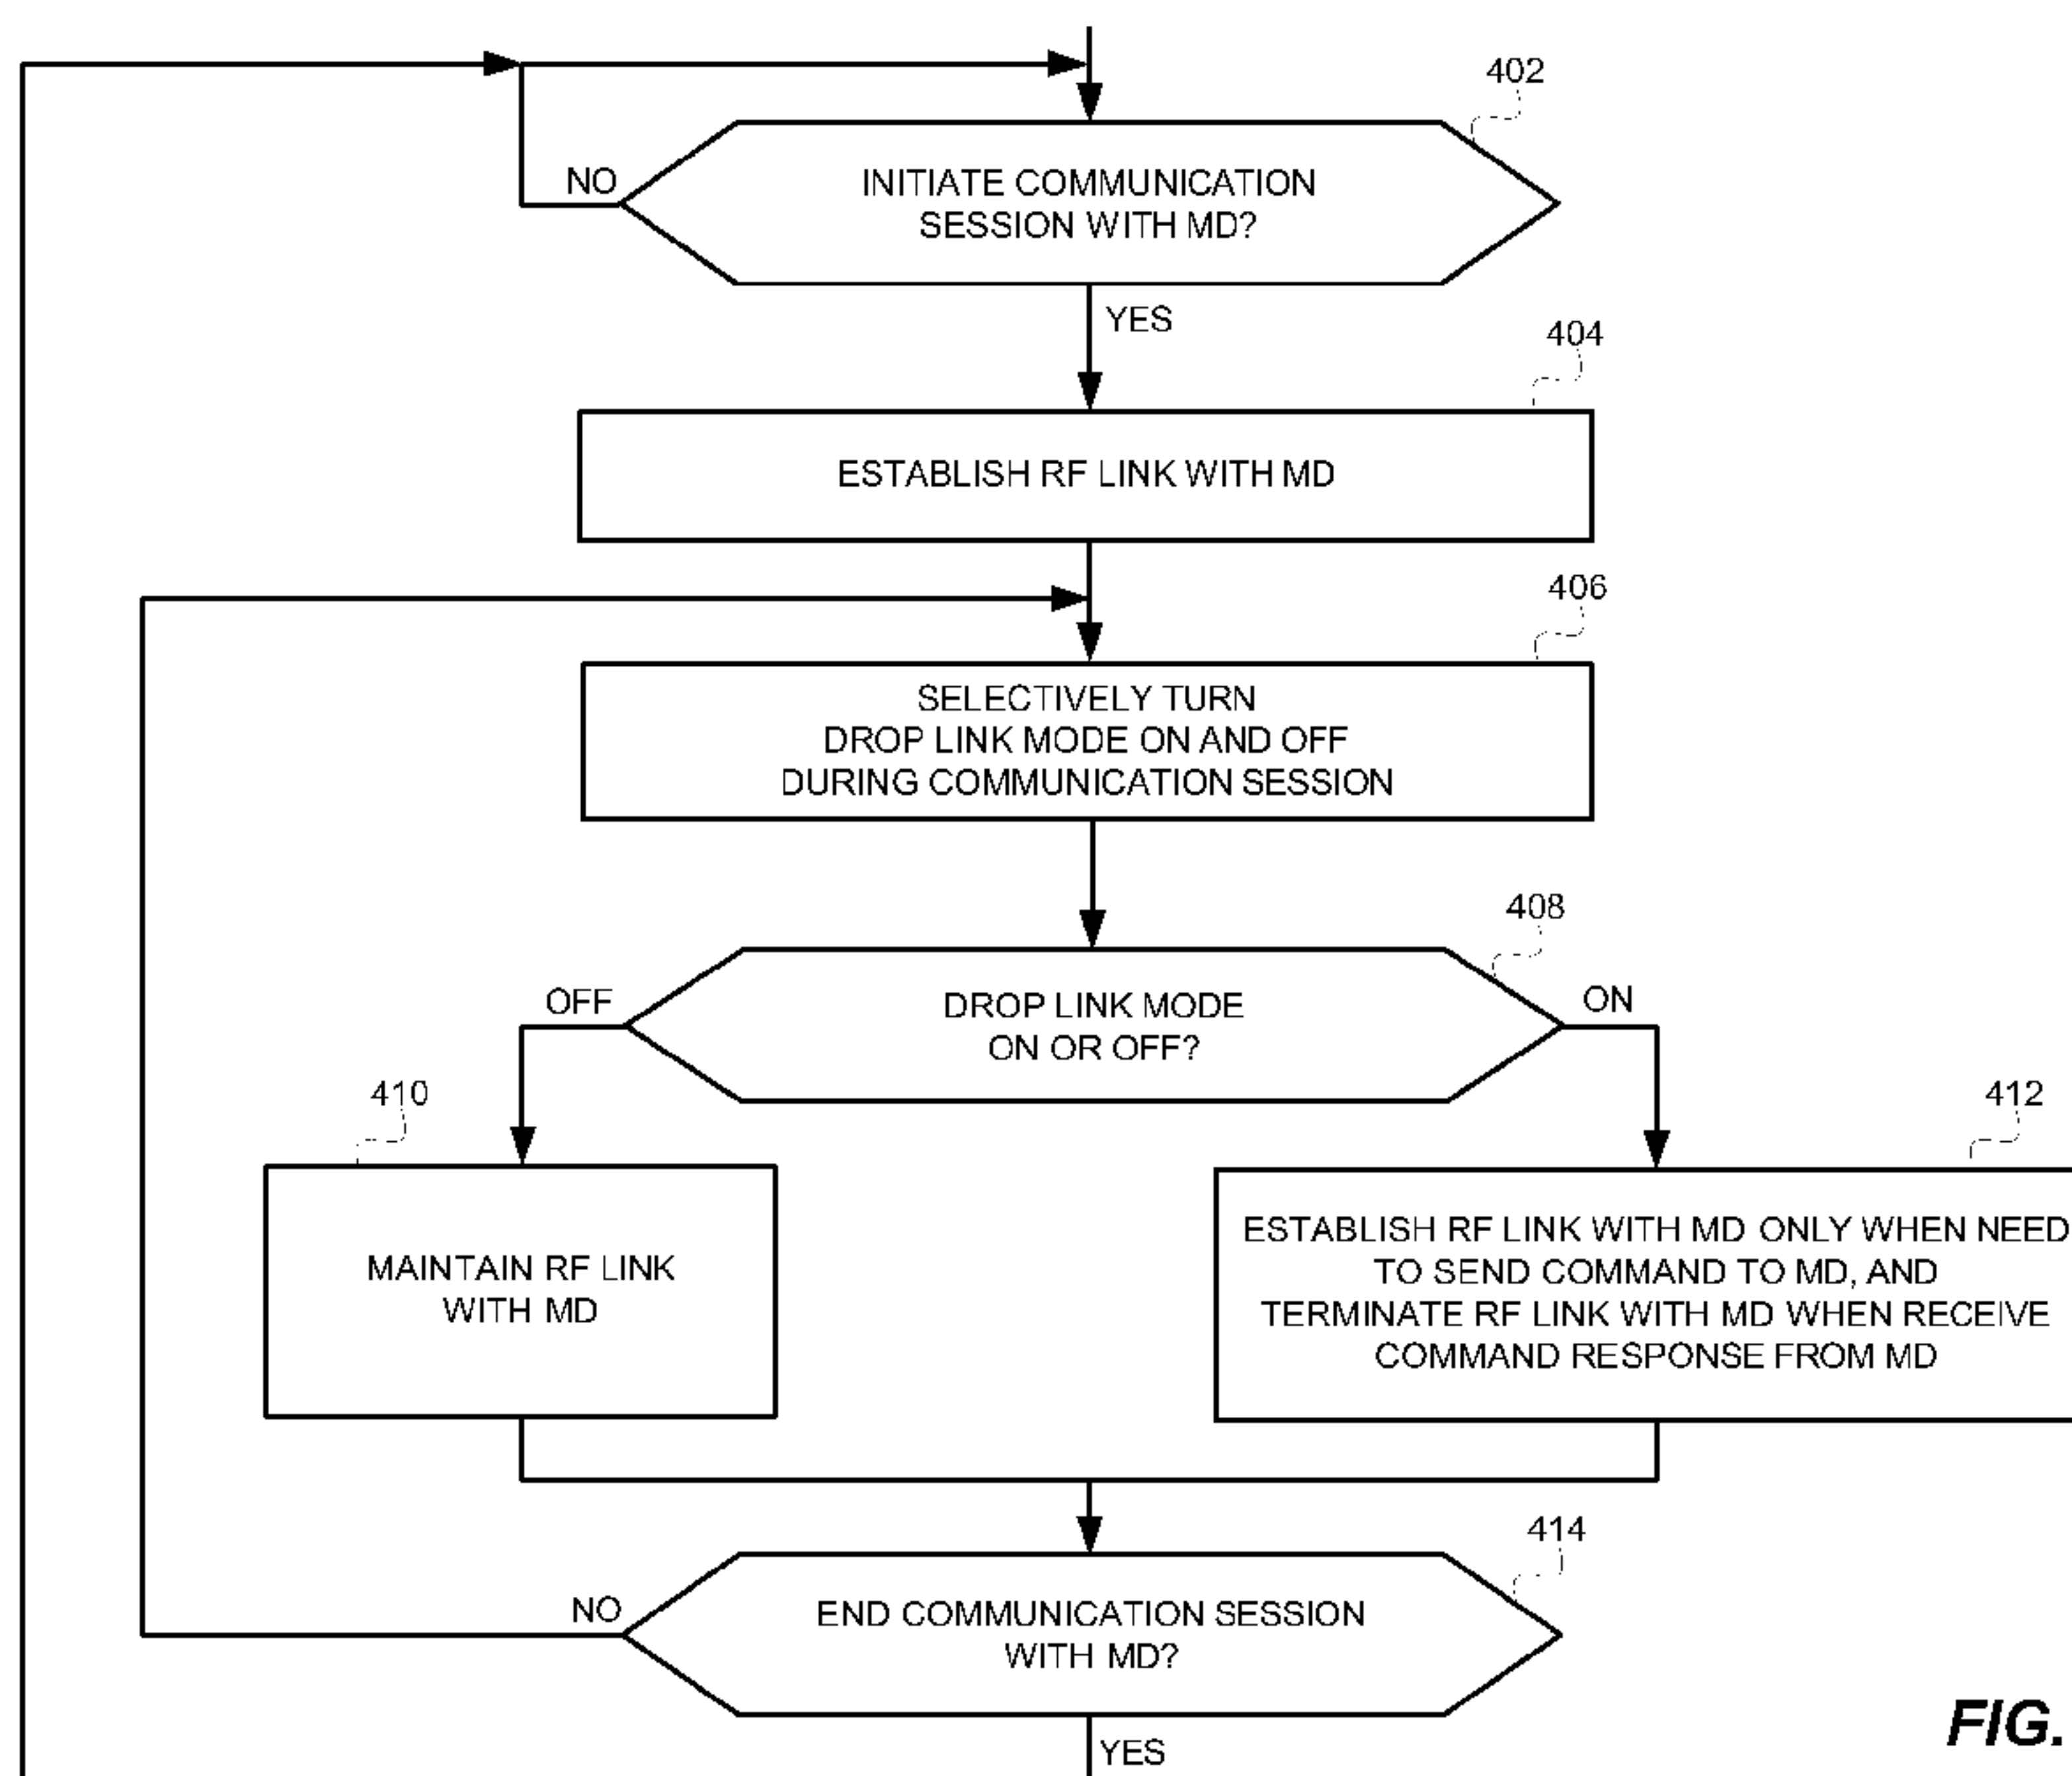 402
NO
INITIATE COMMUNICATION
SESSION WITH MD?
YES
404
ESTABLISH RF LINK WITH MD
406
SELECTIVELY TURN
DROP LINK MODE ON AND OFF
DURING COMMUNICATION SESSION
408
OFF
DROP LINK MODE
ON OR OFF?
ON
410
412
MAINTAIN RF LINK
WITH MD
ESTABLISH RF LINK WITH MD ONLY WHEN NEED
TO SEND COMMAND TO MD, AND
TERMINATE RF LINK WITH MD WHEN RECEIVE
COMMAND RESPONSE FROM MD
414
NO
END COMMUNICATION SESSION
WITH MD?
YES
FIG.